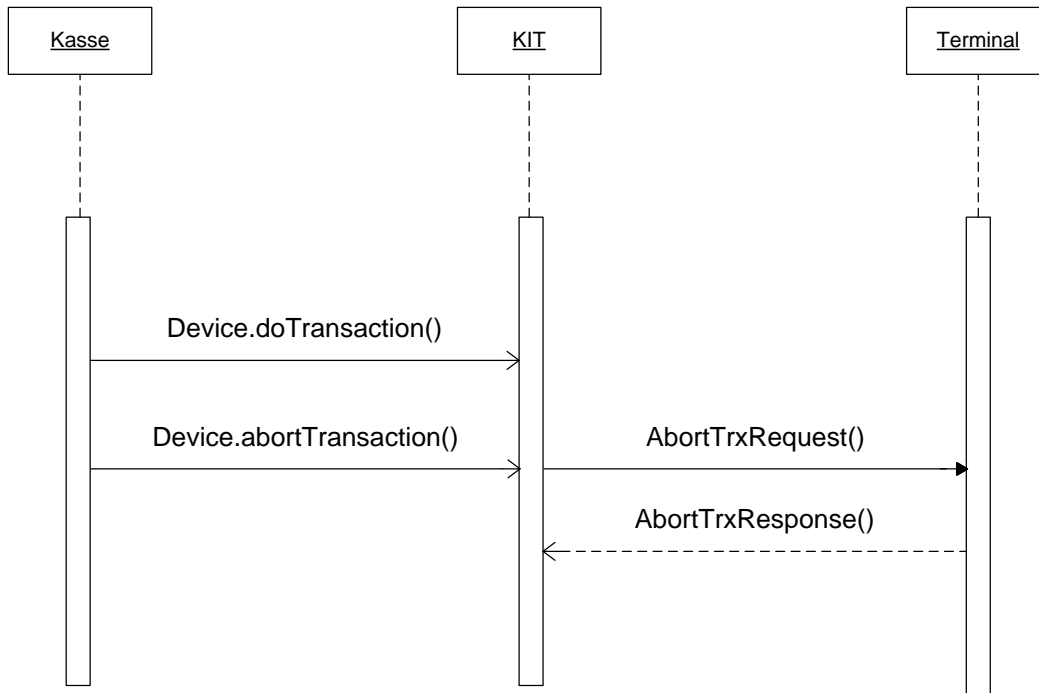 Kasse
KIT
Terminal
Device.doTransaction()
Device.abortTransaction()
AbortTrxRequest()
AbortTrxResponse()